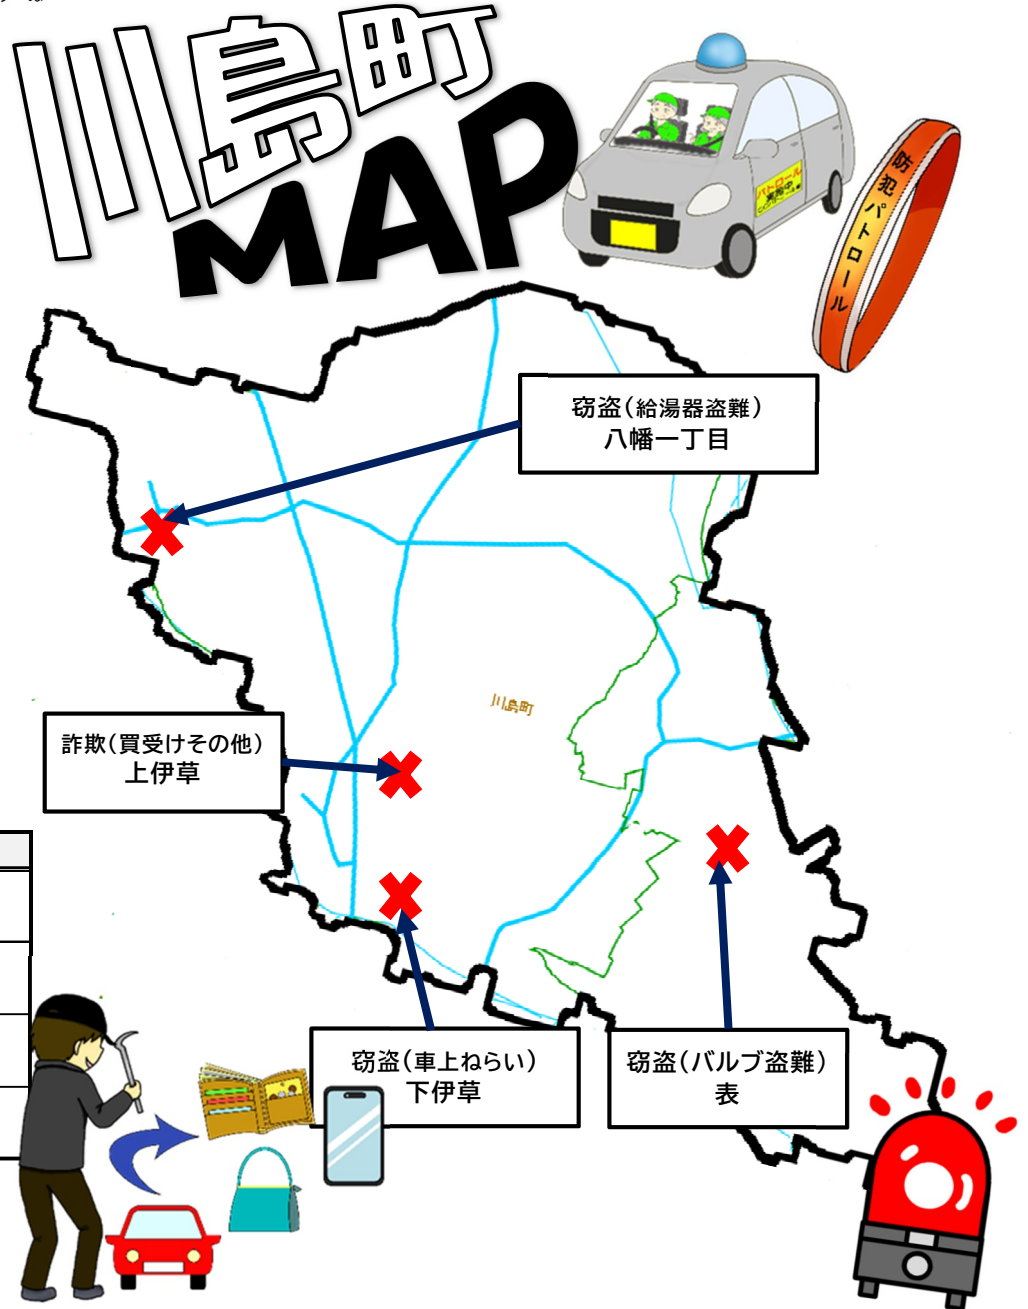 川島町
MAP
パトロール
実施中
防犯パトロール
窃盗(給湯器盗難)
八幡一丁目
川島町
詐欺(買受けその他)
上伊草
窃盗(車上ねらい)
下伊草
窃盗(バルブ盗難)
表